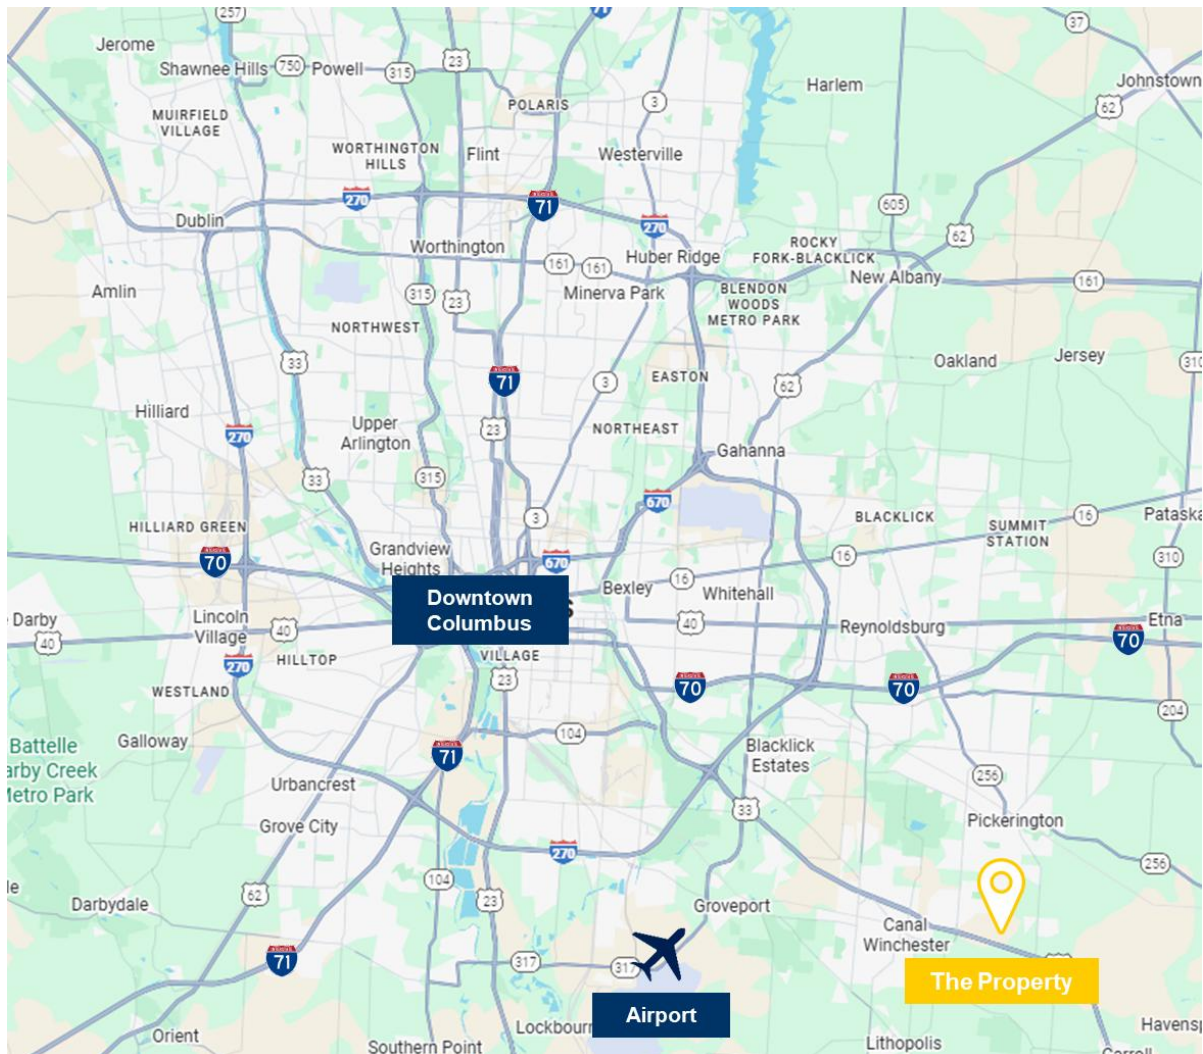 257
71
37
Jerome
23
Shawnee Hills
750
Powell
315
Harlem
Johnstown
62
POLARIS
3
MUIRFIELD
VILLAGE
WORTHINGTON
HILLS
Flint
Westerville
270
71
605
Dublin
270
62
Worthington
Huber Ridge
ROCKY
FORK-BLACKLICK
161
161
New Albany
161
Amlin
315
23
Minerva Park
BLENDON
WOODS
METRO PARK
NORTHWEST
33
Oakland
Jersey
310
71
3
EASTON
62
Hilliard
270
Upper
Arlington
23
NORTHEAST
Gahanna
33
315
670
HILLIARD GREEN
3
BLACKLICK
SUMMIT
STATION
16
Pataska
70
Grandview
Heights
670
16
310
Downtown
Columbus
S
Bexley
16
Whitehall
Darby
Lincoln
Village
40
40
40
Reynoldsburg
Etna
70
270
HILLTOP
VILLAGE
WESTLAND
23
70
70
204
Galloway
71
104
Blacklick
Estates
Battelle
arby Creek
Metro Park
Urbancrest
256
33
Grove City
Pickerington
270
256
104
62
23
Darbydale
Groveport
Canal
Winchester
71
317
317
The Property
Airport
Orient
Lockbourn
Havensp
Southern Point
Lithopolis